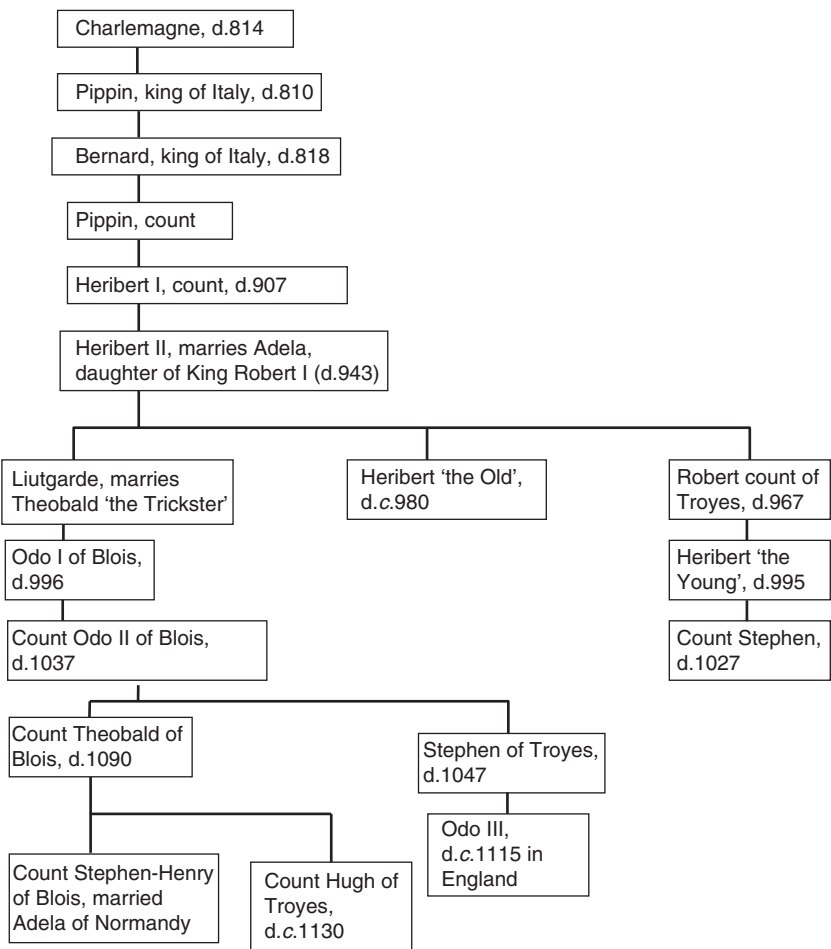 Charlemagne, d.814
Pippin, king of Italy, d.810
Bernard, king of Italy, d.818
Pippin, count
Heribert I, count, d.907
Heribert II, marries Adela,
daughter of King Robert I (d.943)
Liutgarde, marries
Theobald ‘the Trickster’
Heribert ‘the Old’,
d.c.980
Robert count of
Troyes, d.967
Odo I of Blois,
d.996
Heribert ‘the
Young’, d.995
Count Odo II of Blois,
d.1037
Count Stephen,
d.1027
Count Theobald of
Blois, d.1090
Stephen of Troyes,
d.1047
Odo III,
d.c.1115 in
England
Count Stephen-Henry
of Blois, married
Adela of Normandy
Count Hugh of
Troyes,
d.c.1130